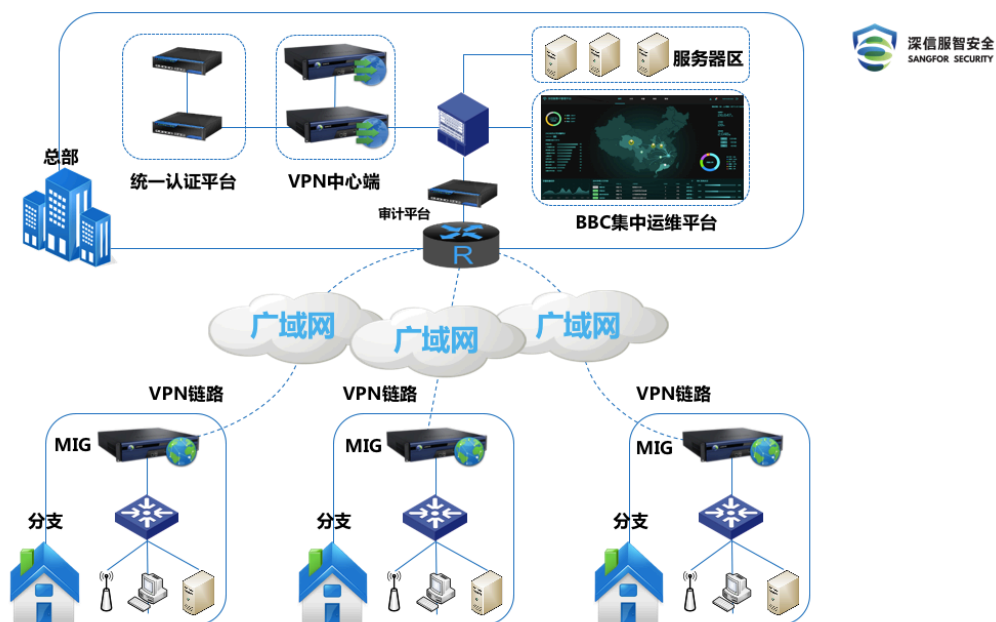 深信服智安全
SANGFOR SECURITY
服务器区
总部
统一认证平台
VPN中心端
审计平台
BBC集中运维平台
R
广域网
广域网
广域网
VPN链路
VPN链路
VPN链路
MIG
MIG
MIG
分支
分支
分支